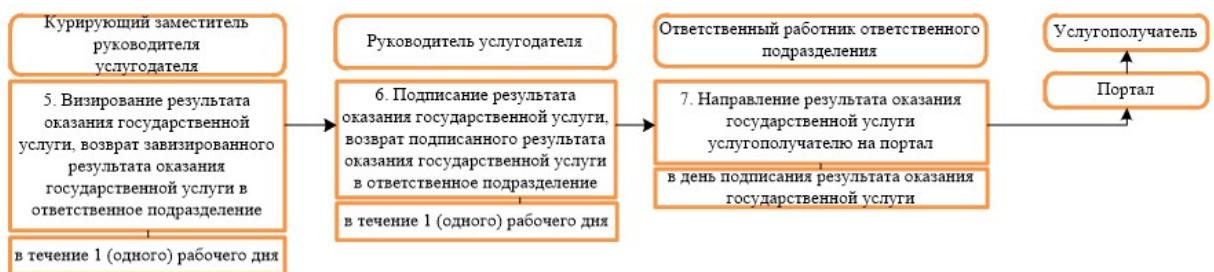 Курирующий заместитель
руководителя
услугодателя
5. Визирование результата
оказания государственной
услуги, возврат завизированного
результата оказания
государственной услуги в
ответственное подразделение
в течение 1 (одного) рабочего дня
Руководитель услугодателя
6. Подписание результата
оказания государственной услуги,
возврат подписанного результата
оказания государственной услуги
в ответственное подразделение
в течение 1 (одного) рабочего дня
Ответственный работник ответственного
подразделения
7. Направление результата оказания
государственной услуги
услугополучателю на портал
в день подписания результата оказания
государственной услуги
Услугополучатель
Портал